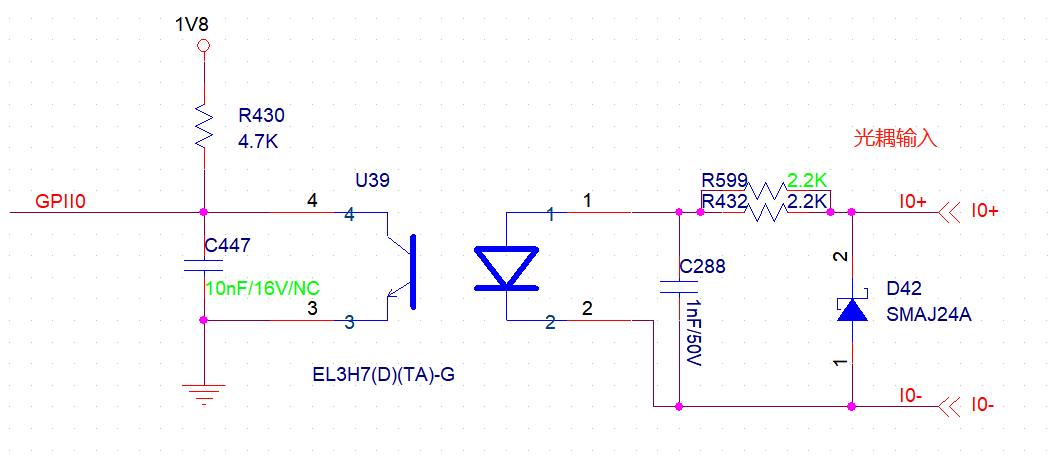 1V8
R430
4.7K
光耦输入
U39
R599 2.2K
R432 2.2K
GPII0
4
4
1
1
I0+
I0+
C447
10nF/16V/NC
C288
1nF/50V
2
D42
SMAJ24A
1
3
3
2
2
EL3H7(D)(TA)-G
I0-
I0-